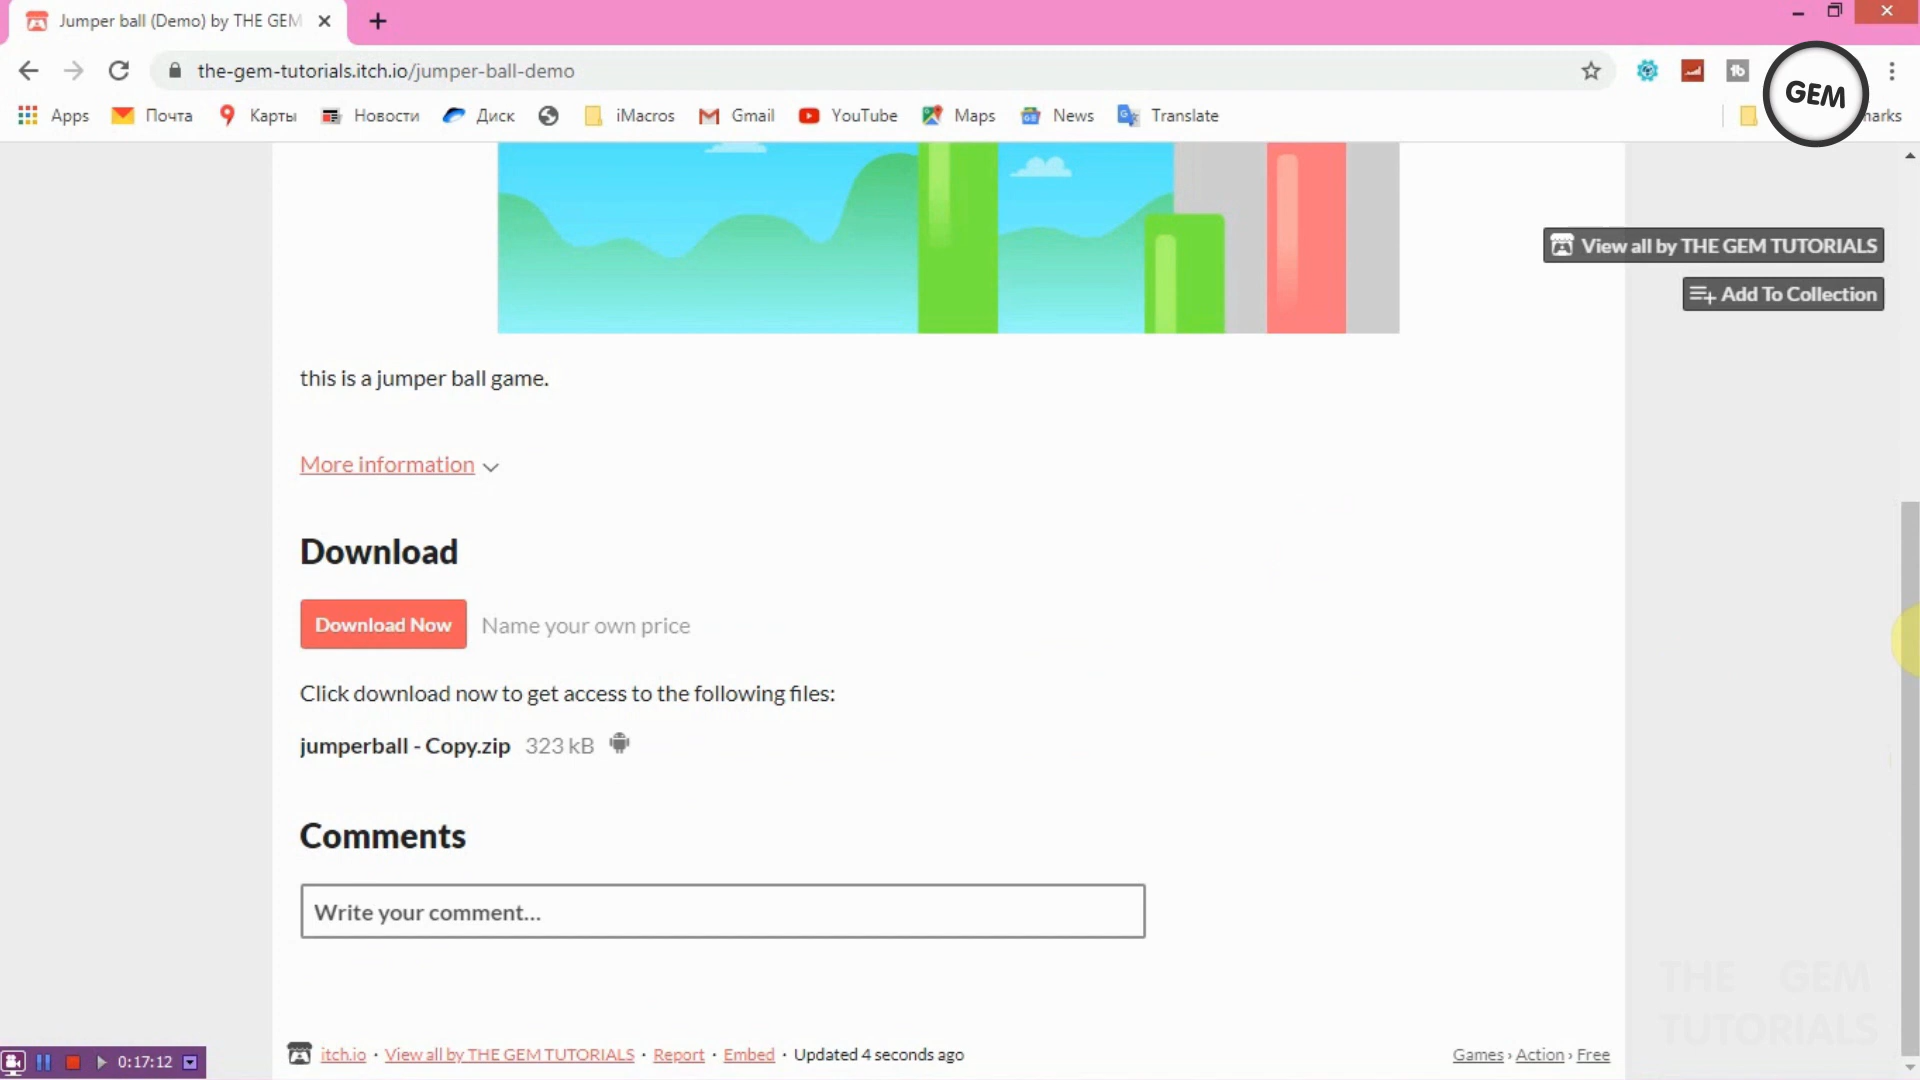 Jumper ball (Demo) by THE GEM
the-gem-tutorials.itch.io/jumper-ball-demo
GEM
Apps Почта Карты Новости Диск iMacros Gmail YouTube Maps News Translate
View all by THE GEM TUTORIALS
Add To Collection
this is a jumper ball game.
More information
Download
Download Now Name your own price
Click download now to get access to the following files:
jumperball - Copy.zip 323 kB
Comments
Write your comment...
THE GEM
TUTORIALS
itch.io · View all by THE GEM TUTORIALS · Report · Embed · Updated 4 seconds ago
Games › Action › Free
0:17:12